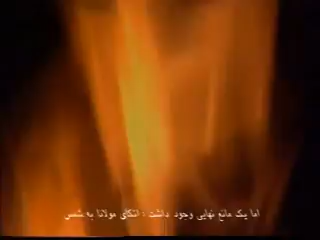 اما یک مانع نهایی وجود داشت : اتکای مولانا به شمس